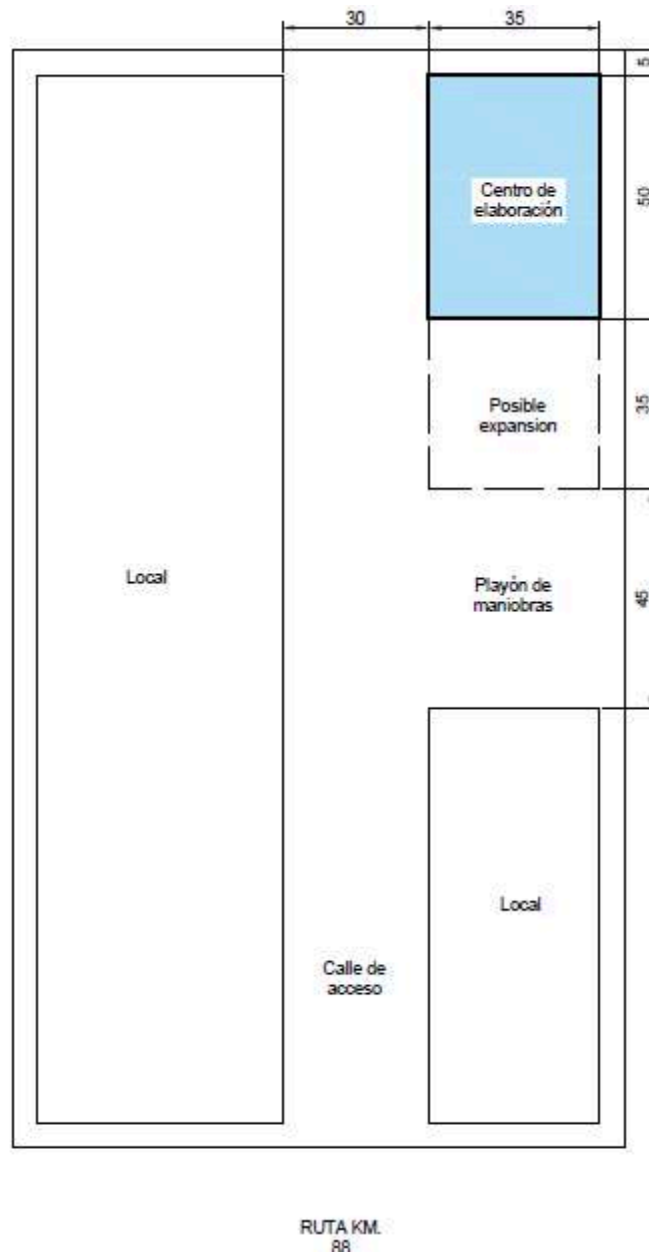 30
35
5
Centro de
elaboración
50
Posible
expansion
35
Local
Playón de
maniobras
45
Local
Calle de
acceso
RUTA KM.
88